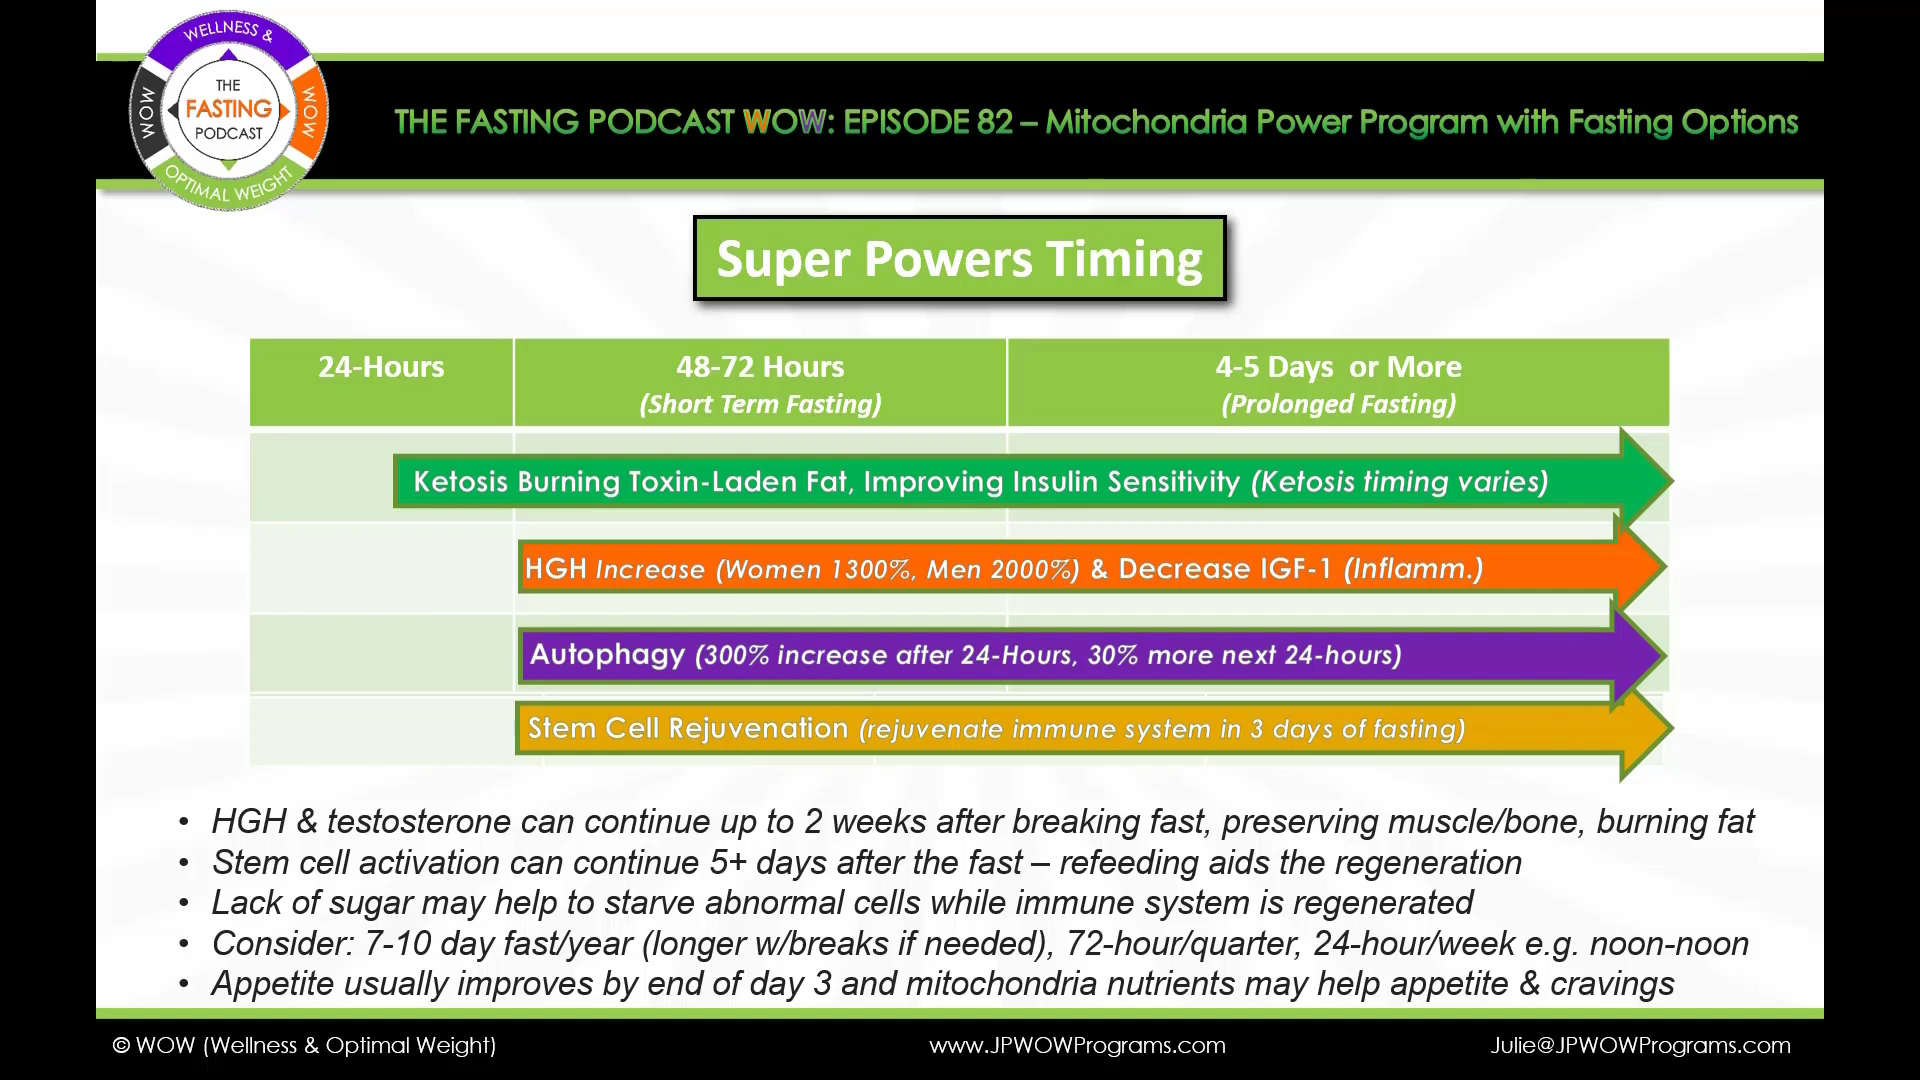 WELLNESS &
WOW
THE
FASTING
PODCAST
WOW
OPTIMAL WEIGHT
THE FASTING PODCAST WOW: EPISODE 82 – Mitochondria Power Program with Fasting Options
Super Powers Timing
24-Hours
48-72 Hours
(Short Term Fasting)
4-5 Days or More
(Prolonged Fasting)
Ketosis Burning Toxin-Laden Fat, Improving Insulin Sensitivity (Ketosis timing varies)
HGH Increase (Women 1300%, Men 2000%) & Decrease IGF-1 (Inflamm.)
Autophagy (300% increase after 24-Hours, 30% more next 24-hours)
Stem Cell Rejuvenation (rejuvenate immune system in 3 days of fasting)
• HGH & testosterone can continue up to 2 weeks after breaking fast, preserving muscle/bone, burning fat
• Stem cell activation can continue 5+ days after the fast – refeeding aids the regeneration
• Lack of sugar may help to starve abnormal cells while immune system is regenerated
• Consider: 7-10 day fast/year (longer w/breaks if needed), 72-hour/quarter, 24-hour/week e.g. noon-noon
• Appetite usually improves by end of day 3 and mitochondria nutrients may help appetite & cravings
© WOW (Wellness & Optimal Weight)
www.JPWOWPrograms.com
Julie@JPWOWPrograms.com